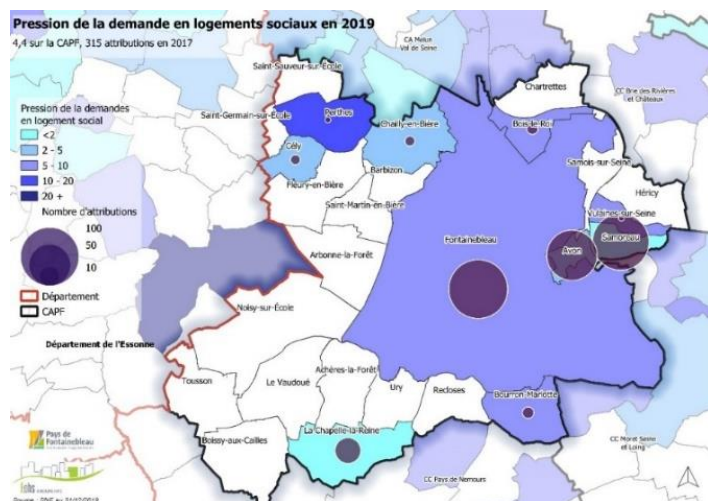 Pression de la demande en logements sociaux en 2019
4,4 sur la CAPF, 315 attributions en 2017
CA Melun
Val de Seine
Saint-Sauveur-sur-École
Chartrettes
CC Brie des Rivières
et Châteaux
Pression de la demandes
en logement social
<2
2 - 5
5 - 10
10 - 20
20 +
Saint-Germain-sur-École
Perthes
Chailly-en-Bière
Bois-le-Roi
Cély
Barbizon
Samois-sur-Seine
Héricy
Fleury-en-Bière
Saint-Martin-en-Bière
Vulaines-sur-Seine
Samoreau
Nombre d'attributions
100
50
10
Fontainebleau
Avon
Arbonne-la-Forêt
Département
CAPF
Noisy-sur-École
Département de l'Essonne
Tousson
Le Vaudoué
Achères-la-Forêt
Ury
Recloses
Bourron-Marlotte
La Chapelle-la-Reine
Boissy-aux-Cailles
CC Moret Seine
et Loing
CC Pays de Nemours
Pays de
Fontainebleau